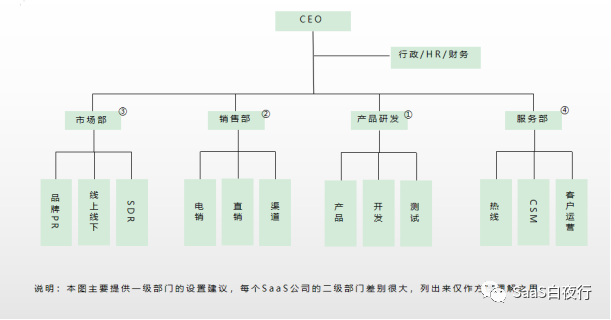 CEO
行政/HR/财务
市场部 ③
销售部 ②
产品研发 ①
服务部 ④
品牌PR
线上线下
SDR
电销
直销
渠道
产品
开发
测试
热线
CSM
客户运营
说明：本图主要提供一级部门的设置建议，每个SaaS公司的二级部门差别很大，列出来仅作方便理解之用
SaaS白夜行